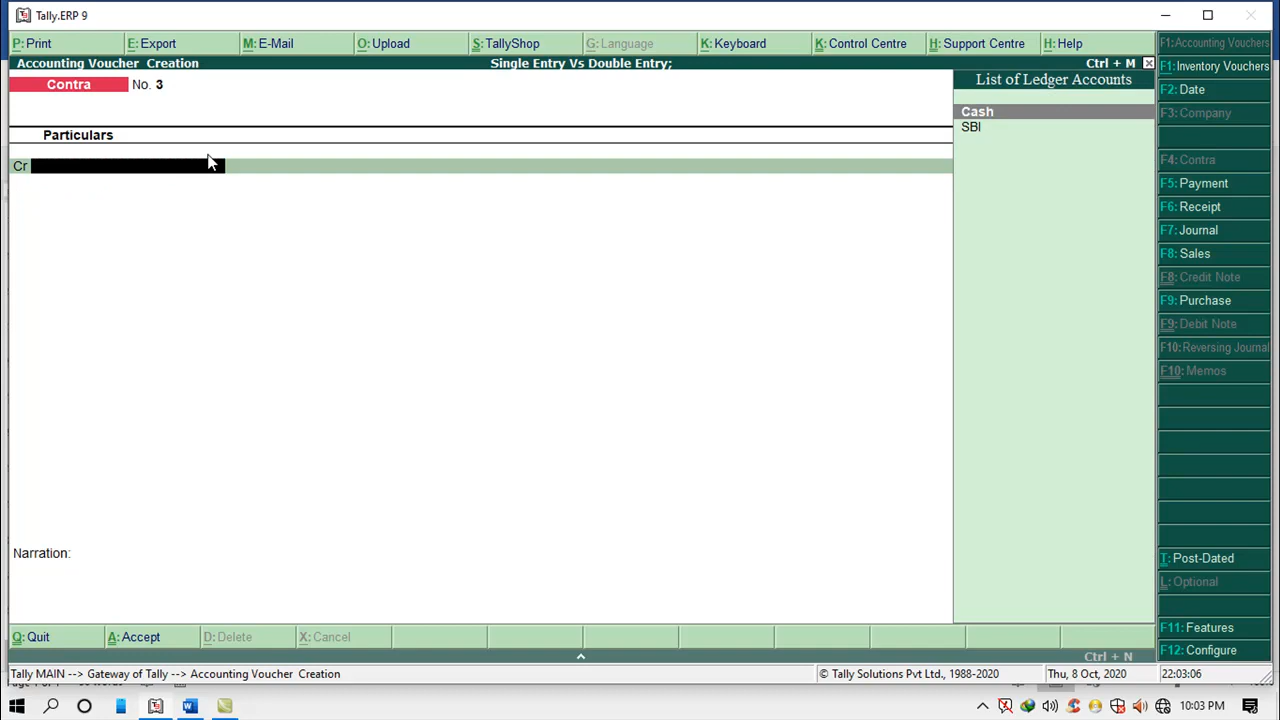 Tally.ERP 9
P: Print E: Export M: E-Mail O: Upload S: TallyShop G: Language K: Keyboard K: Control Centre H: Support Centre H: Help
Accounting Voucher Creation Single Entry Vs Double Entry; Ctrl + M
Contra No. 3
Particulars
Cr
Narration:
List of Ledger Accounts
Cash
SBI
F1: Accounting Vouchers
F1: Inventory Vouchers
F2: Date
F3: Company
F4: Contra
F5: Payment
F6: Receipt
F7: Journal
F8: Sales
F8: Credit Note
F9: Purchase
F9: Debit Note
F10: Reversing Journal
F10: Memos
T: Post-Dated
L: Optional
F11: Features
F12: Configure
Q: Quit A: Accept D: Delete X: Cancel
Ctrl + N
Tally MAIN --> Gateway of Tally --> Accounting Voucher Creation © Tally Solutions Pvt Ltd., 1988-2020 Thu, 8 Oct, 2020 22:03:06
10:03 PM